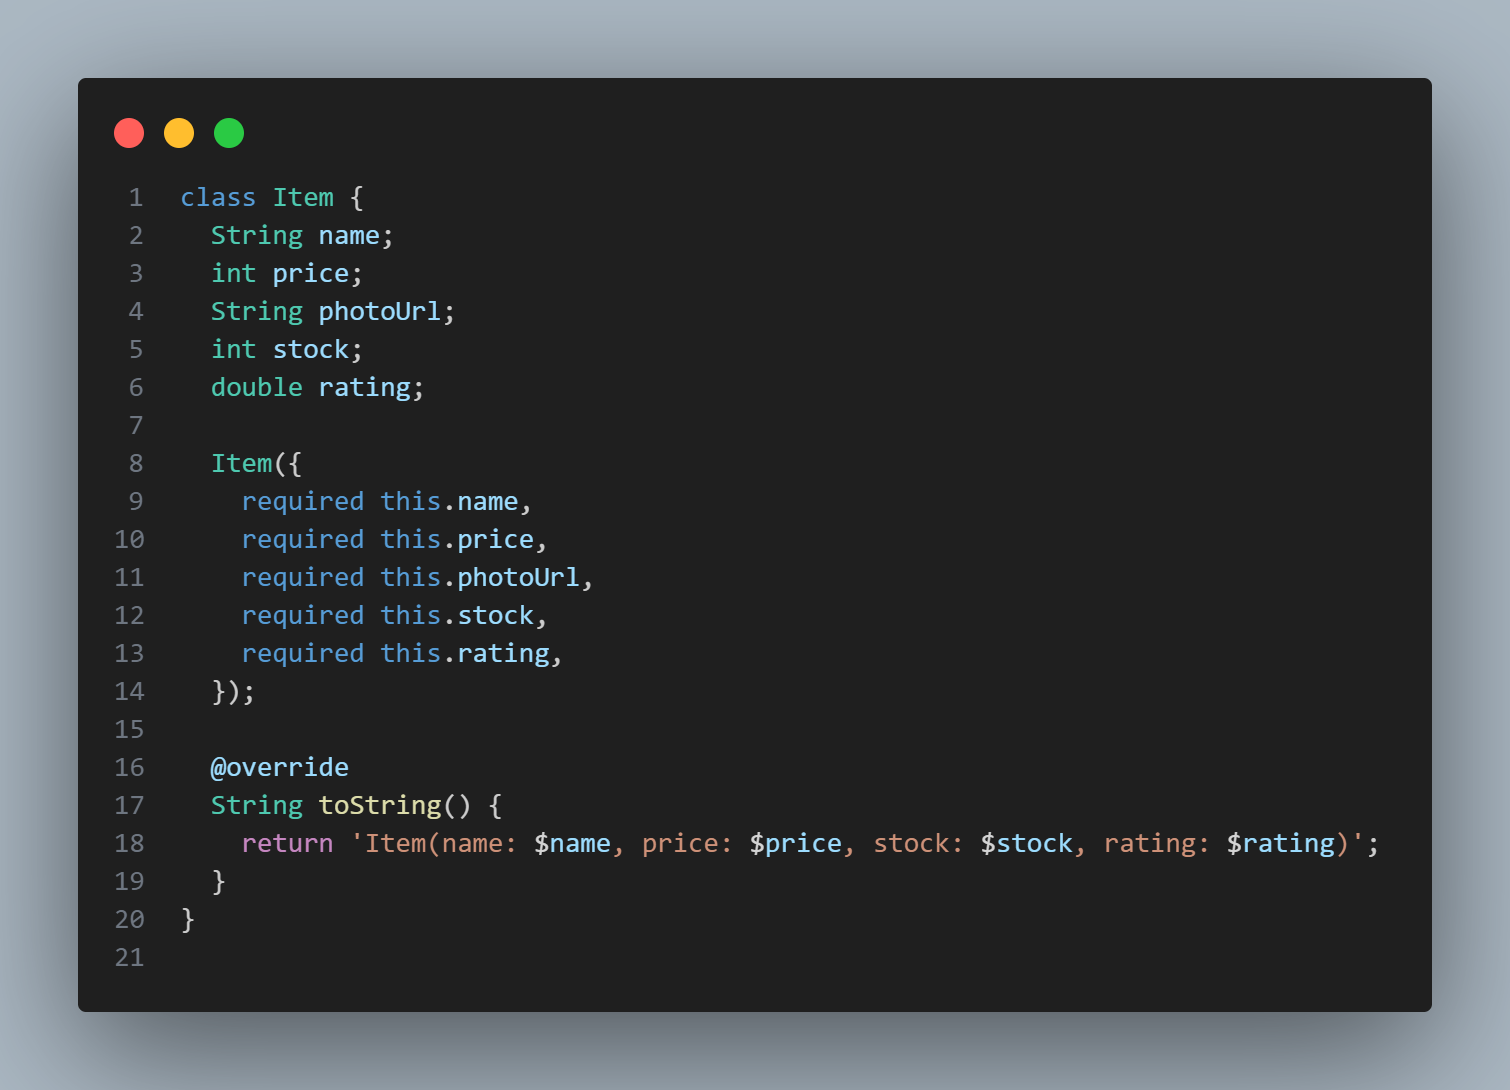 1 class Item {
2   String name;
3   int price;
4   String photoUrl;
5   int stock;
6   double rating;
7
8   Item({
9     required this.name,
10     required this.price,
11     required this.photoUrl,
12     required this.stock,
13     required this.rating,
14   });
15
16   @override
17   String toString() {
18     return 'Item(name: $name, price: $price, stock: $stock, rating: $rating)';
19   }
20 }
21